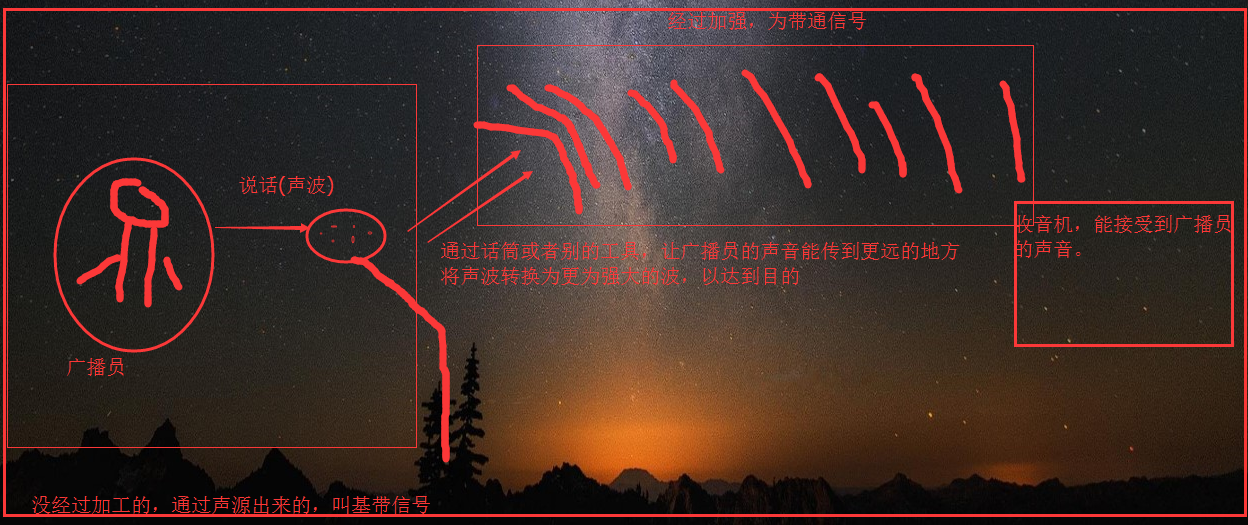 经过加强，为带通信号
说话(声波)
通过话筒或者别的工具，让广播员的声音能传到更远的地方
将声波转换为更为强大的波，以达到目的
收音机，能接受到广播员
的声音。
广播员
没经过加工的，通过声源出来的，叫基带信号